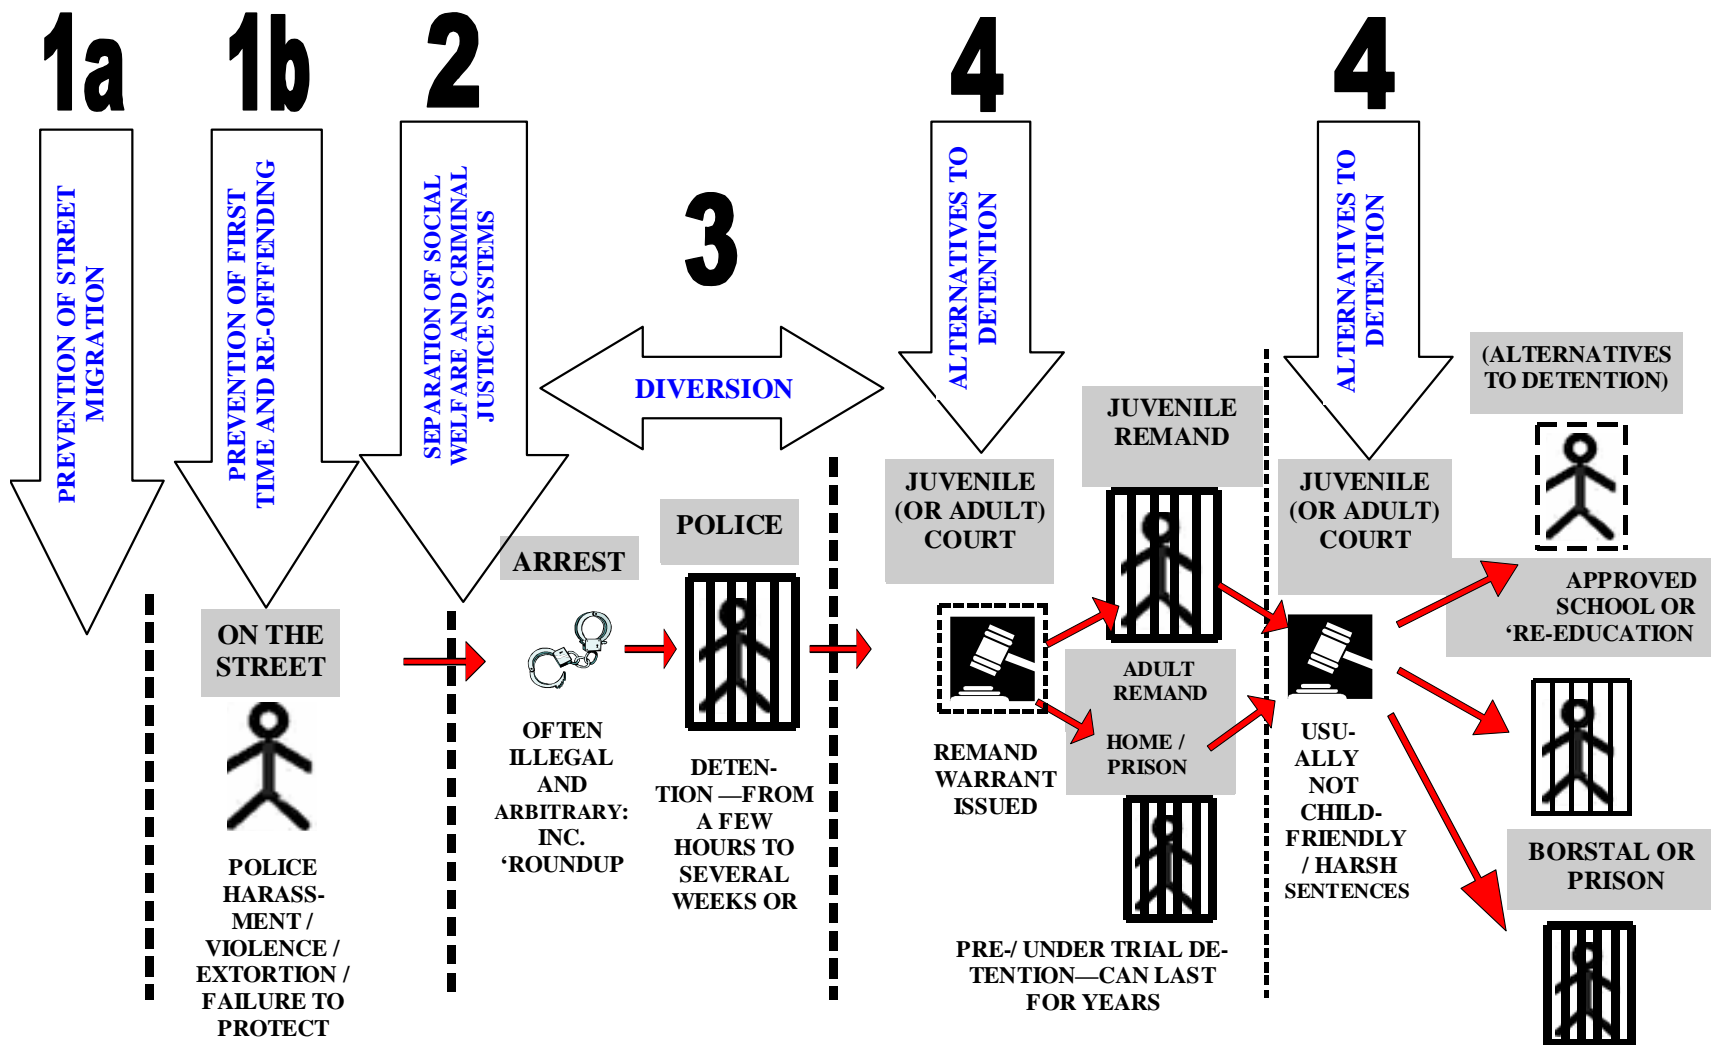 1a
1b
2
3
4
4
PREVENTION OF STREET
MIGRATION
PREVENTION OF FIRST
TIME AND RE-OFFENDING
SEPARATION OF SOCIAL
WELFARE AND CRIMINAL
JUSTICE SYSTEMS
DIVERSION
ALTERNATIVES TO
DETENTION
ALTERNATIVES TO
DETENTION
ON THE
STREET
POLICE
HARASS-
MENT /
VIOLENCE /
EXTORTION /
FAILURE TO
PROTECT
ARREST
OFTEN
ILLEGAL
AND
ARBITRARY:
INC.
‘ROUNDUP
POLICE
DETEN-
TION —FROM
A FEW
HOURS TO
SEVERAL
WEEKS OR
JUVENILE
(OR ADULT)
COURT
REMAND
WARRANT
ISSUED
JUVENILE
REMAND
ADULT
REMAND
HOME /
PRISON
PRE-/ UNDER TRIAL DE-
TENTION—CAN LAST
FOR YEARS
JUVENILE
(OR ADULT)
COURT
USU-
ALLY
NOT
CHILD-
FRIENDLY
/ HARSH
SENTENCES
(ALTERNATIVES
TO DETENTION)
APPROVED
SCHOOL OR
‘RE-EDUCATION
BORSTAL OR
PRISON